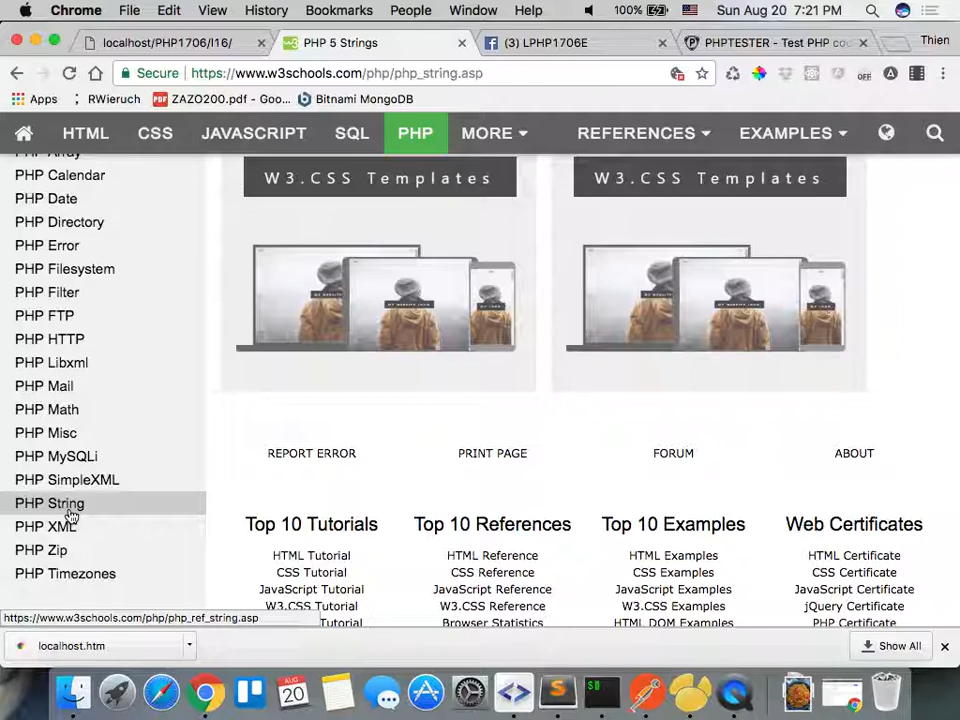 Chrome File Edit View History Bookmarks People Window Help 100% Sun Aug 20 7:21 PM
localhost/PHP1706/l16/ × PHP 5 Strings × (3) LPHP1706E × PHPTESTER - Test PHP co × Thien
Secure https://www.w3schools.com/php/php_string.asp OFF
Apps RWieruch PDF ZAZO200.pdf - Goo... Bitnami MongoDB
HTML CSS JAVASCRIPT SQL PHP MORE REFERENCES EXAMPLES
PHP Array
PHP Calendar
PHP Date
PHP Directory
PHP Error
PHP Filesystem
PHP Filter
PHP FTP
PHP HTTP
PHP Libxml
PHP Mail
PHP Math
PHP Misc
PHP MySQLi
PHP SimpleXML
PHP String
PHP XML
PHP Zip
PHP Timezones
W3.CSS Templates W3.CSS Templates
REPORT ERROR PRINT PAGE FORUM ABOUT
Top 10 Tutorials Top 10 References Top 10 Examples Web Certificates
HTML Tutorial HTML Reference HTML Examples HTML Certificate
CSS Tutorial CSS Reference CSS Examples CSS Certificate
JavaScript Tutorial JavaScript Reference JavaScript Examples JavaScript Certificate
W3.CSS Tutorial W3.CSS Reference W3.CSS Examples jQuery Certificate
Tutorial Browser Statistics HTML DOM Examples PHP Certificate
https://www.w3schools.com/php/php_ref_string.asp
localhost.htm Show All
AUG
20